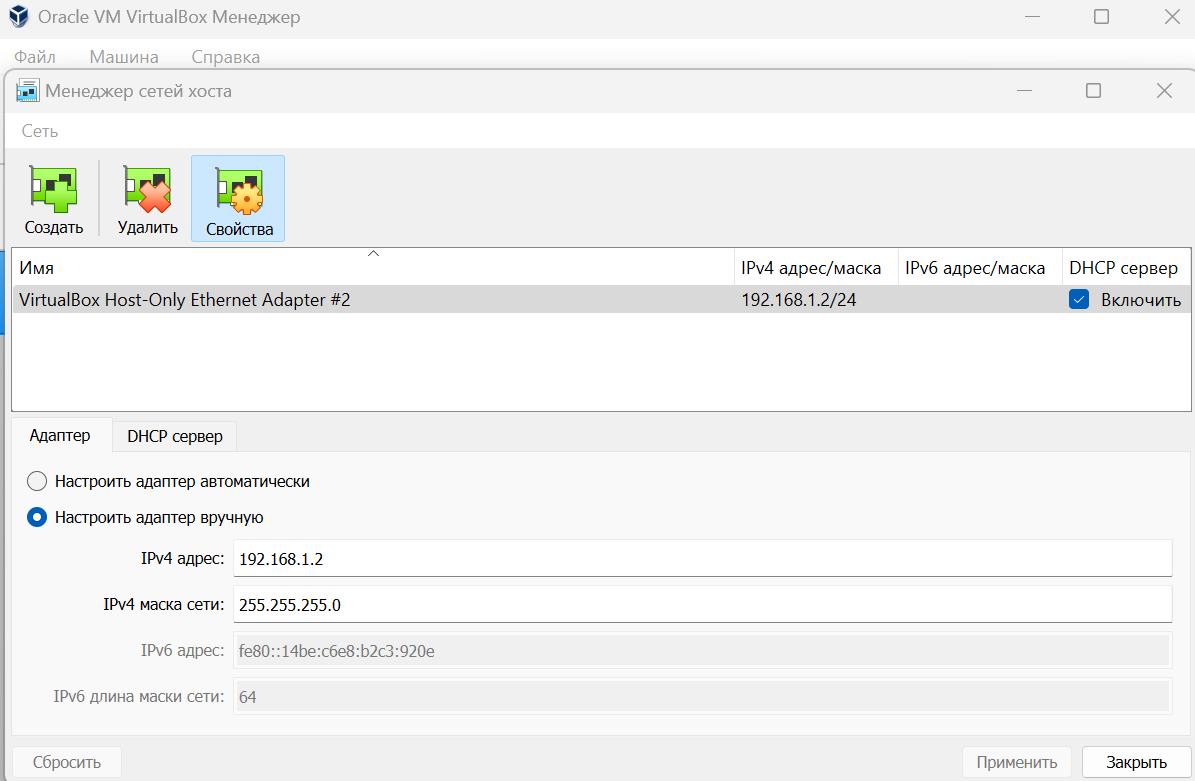 Oracle VM VirtualBox Менеджер
Файл Машина Справка
Менеджер сетей хоста
Сеть
Создать Удалить Свойства
Имя IPv4 адрес/маска IPv6 адрес/маска DHCP сервер
VirtualBox Host-Only Ethernet Adapter #2 192.168.1.2/24 Включить
Адаптер DHCP сервер
Настроить адаптер автоматически
Настроить адаптер вручную
IPv4 адрес: 192.168.1.2
IPv4 маска сети: 255.255.255.0
IPv6 адрес: fe80::14be:c6e8:b2c3:920e
IPv6 длина маски сети: 64
Сбросить Применить Закрыть